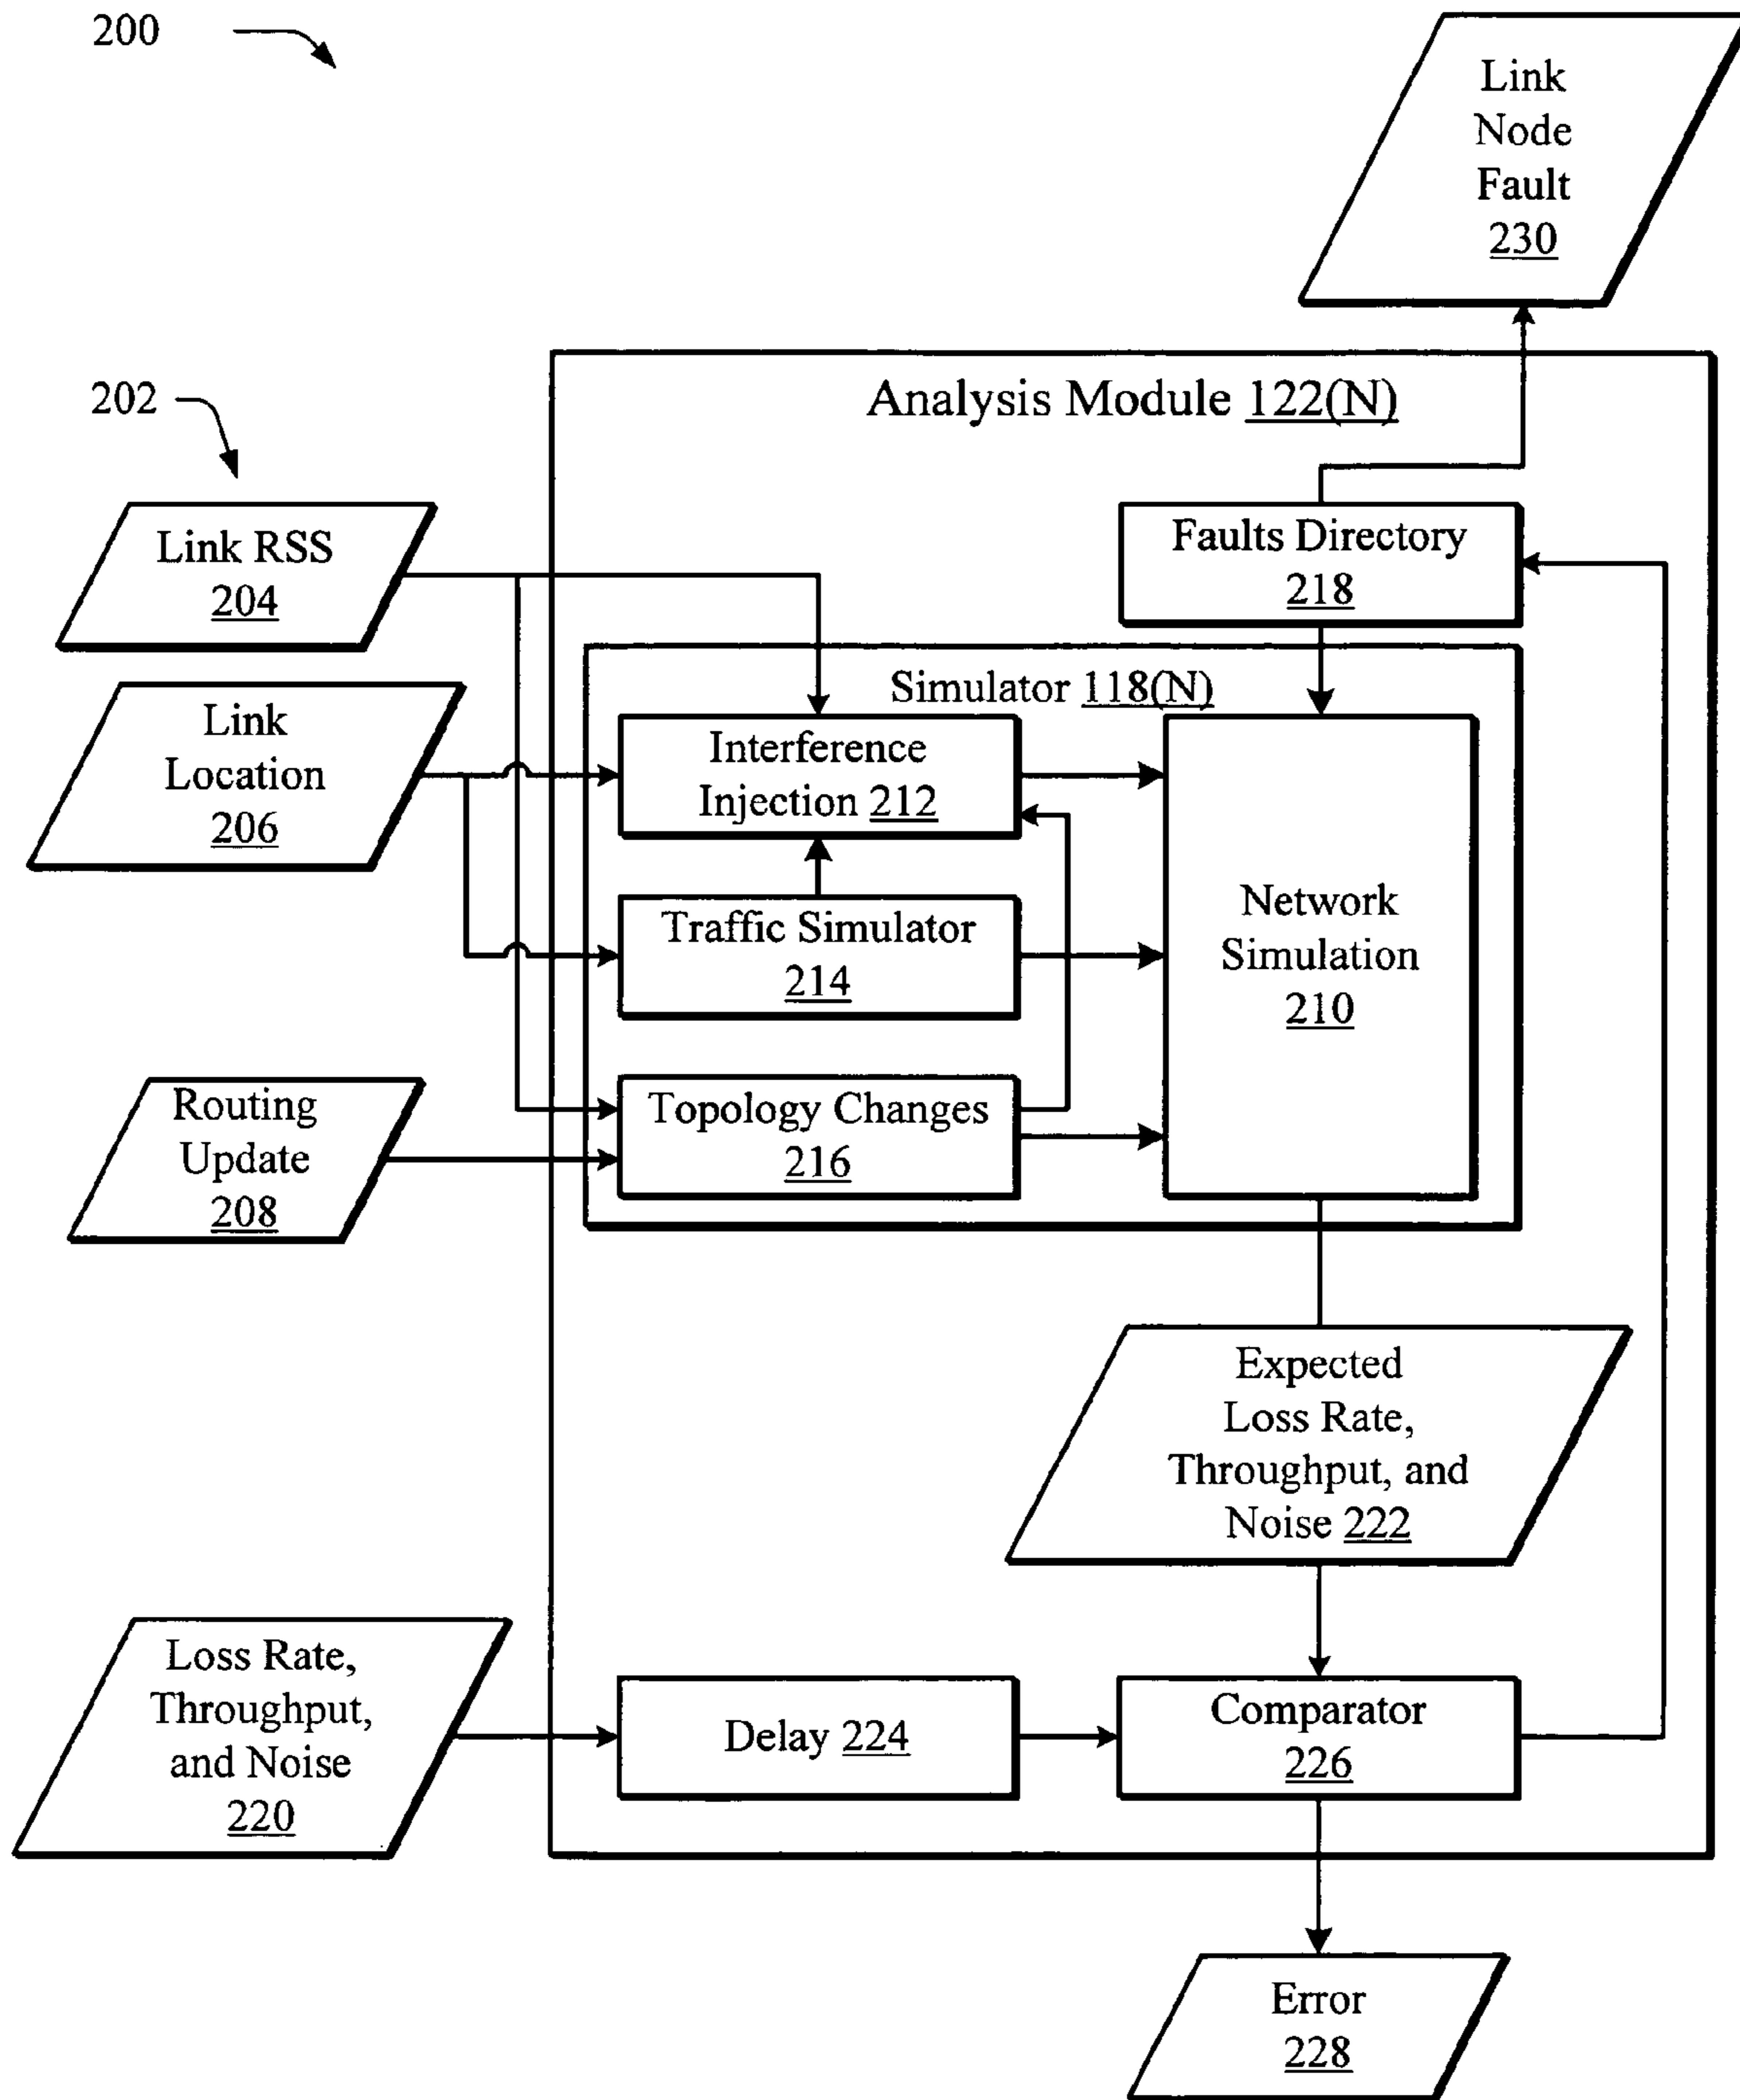 200
Link
Node
Fault
230
Analysis Module 122(N)
202
Link RSS
204
Faults Directory
218
Simulator 118(N)
Link
Location
206
Interference
Injection 212
Traffic Simulator
214
Network
Simulation
210
Routing
Update
208
Topology Changes
216
Expected
Loss Rate,
Throughput, and
Noise 222
Loss Rate,
Throughput,
and Noise
220
Delay 224
Comparator
226
Error
228